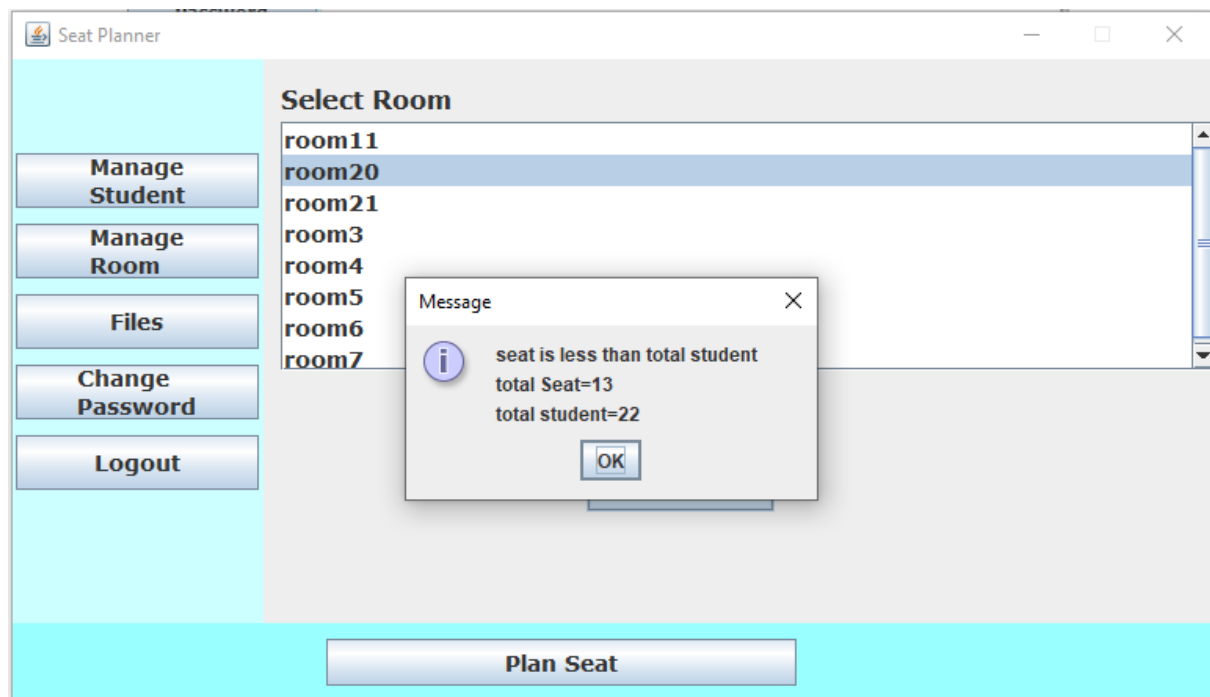 Seat Planner
Select Room
room11
room20
room21
room3
room4
room5
room6
room7
Manage
Student
Manage
Room
Files
Change
Password
Logout
Message
seat is less than total student
total Seat=13
total student=22
OK
Plan Seat